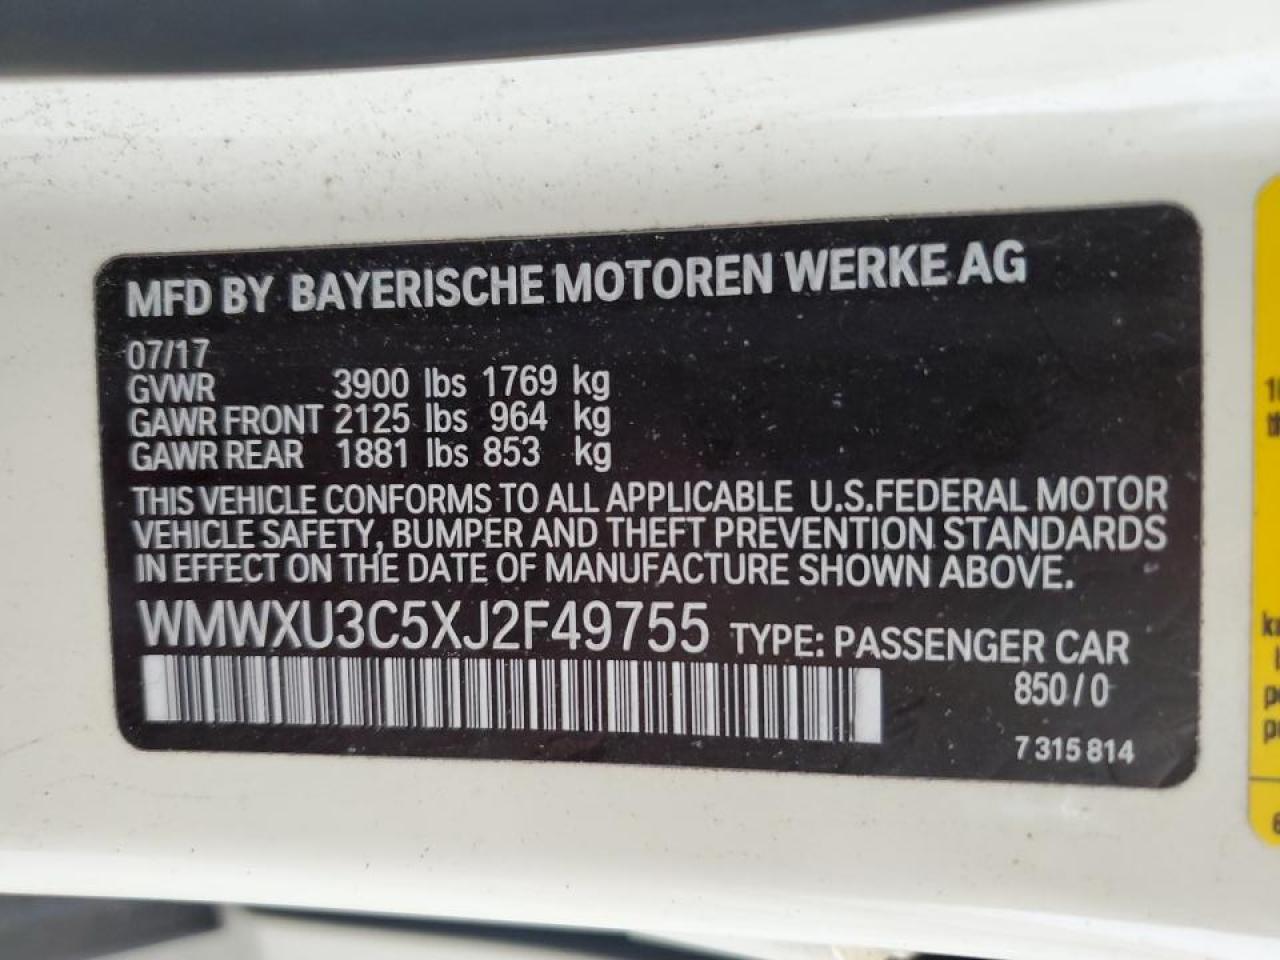 MFD BY BAYERISCHE MOTOREN WERKE AG
07/17
GVWR 3900 lbs 1769 kg
GAWR FRONT 2125 lbs 964 kg
GAWR REAR 1881 lbs 853 kg
THIS VEHICLE CONFORMS TO ALL APPLICABLE U.S.FEDERAL MOTOR
VEHICLE SAFETY, BUMPER AND THEFT PREVENTION STANDARDS
IN EFFECT ON THE DATE OF MANUFACTURE SHOWN ABOVE.
WMWXU3C5XJ2F49755 TYPE: PASSENGER CAR
850/0
7 315 814